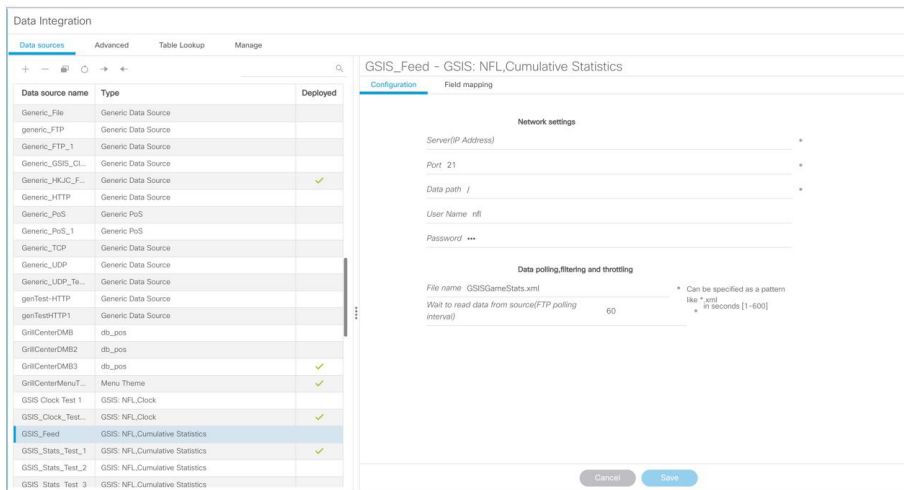 Data Integration
Data sources Advanced Table Lookup Manage
Data source name Type Deployed
Generic_File Generic Data Source
generic_FTP Generic Data Source
Generic_FTP_1 Generic Data Source
Generic_GSIS_Cl... Generic Data Source
Generic_HKJC_F... Generic Data Source
Generic_HTTP Generic Data Source
Generic_PoS Generic PoS
Generic_PoS_1 Generic PoS
Generic_TCP Generic Data Source
Generic_UDP Generic Data Source
Generic_UDP_Te... Generic Data Source
genTest-HTTP Generic Data Source
genTestHTTP1 Generic Data Source
GrillCenterDMB db_pos
GrillCenterDMB2 db_pos
GrillCenterDMB3 db_pos
GrillCenterMenuT... Menu Theme
GSIS Clock Test 1 GSIS: NFL,Clock
GSIS_Clock_Test... GSIS: NFL,Clock
GSIS_Feed GSIS: NFL,Cumulative Statistics
GSIS_Stats_Test_1 GSIS: NFL,Cumulative Statistics
GSIS_Stats_Test_2 GSIS: NFL,Cumulative Statistics
GSIS_Stats_Test_3 GSIS: NFL,Cumulative Statistics
GSIS_Feed - GSIS: NFL,Cumulative Statistics
Configuration Field mapping
Network settings
Server(IP Address) *
Port 21 *
Data path / *
User Name nfl
Password •••
Data polling,filtering and throttling
File name GSISGameStats.xml * Can be specified as a pattern
like *.xml
Wait to read data from source(FTP polling
interval) 60 * in seconds [1-600]
Cancel Save